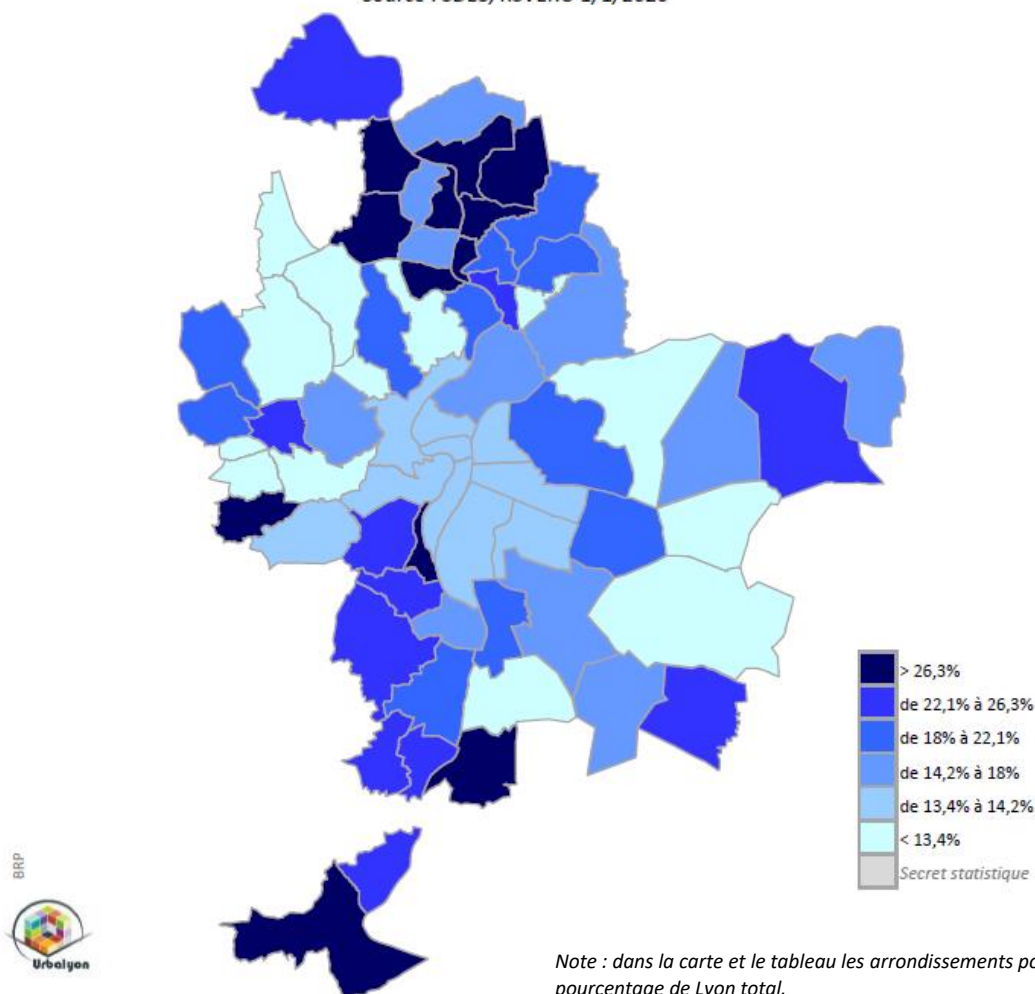 > 26,3%
de 22,1% à 26,3%
de 18% à 22,1%
de 14,2% à 18%
de 13,4% à 14,2%
< 13,4%
Secret statistique
BRP
Urbalyon
Note : dans la carte et le tableau les arrondissements po
pourcentage de Lyon total.